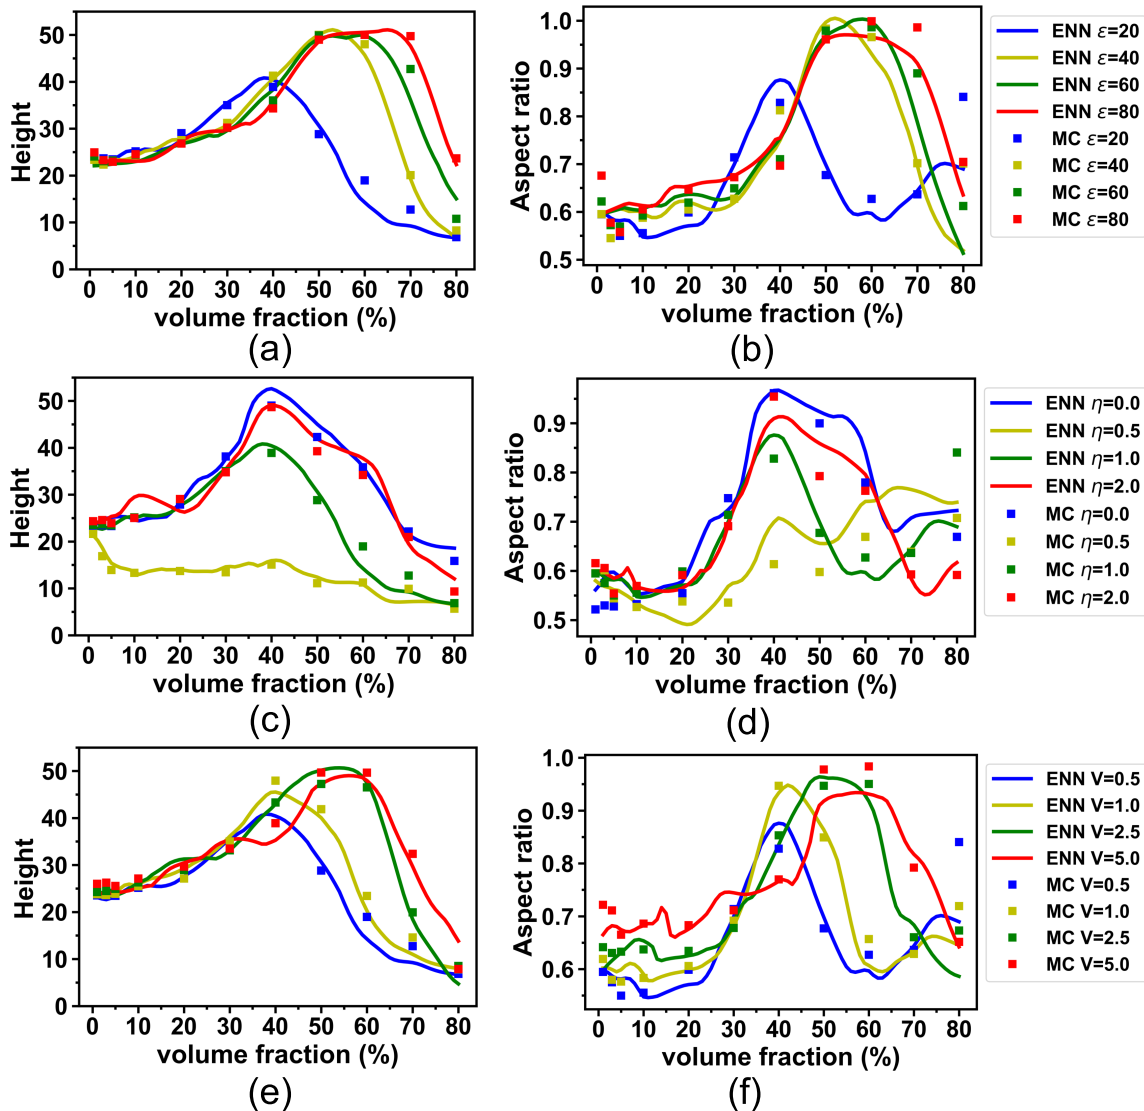 50
40
30
20
10
0
Height
0 10 20 30 40 50 60 70 80
volume fraction (%)
(a)
1.0
0.9
0.8
0.7
0.6
0.5
Aspect ratio
0 10 20 30 40 50 60 70 80
volume fraction (%)
(b)
ENN ε=20
ENN ε=40
ENN ε=60
ENN ε=80
MC ε=20
MC ε=40
MC ε=60
MC ε=80
50
40
30
20
10
0
Height
0 10 20 30 40 50 60 70 80
volume fraction (%)
(c)
0.9
0.8
0.7
0.6
0.5
Aspect ratio
0 10 20 30 40 50 60 70 80
volume fraction (%)
(d)
ENN η=0.0
ENN η=0.5
ENN η=1.0
ENN η=2.0
MC η=0.0
MC η=0.5
MC η=1.0
MC η=2.0
50
40
30
20
10
0
Height
0 10 20 30 40 50 60 70 80
volume fraction (%)
(e)
1.0
0.9
0.8
0.7
0.6
Aspect ratio
0 10 20 30 40 50 60 70 80
volume fraction (%)
(f)
ENN V=0.5
ENN V=1.0
ENN V=2.5
ENN V=5.0
MC V=0.5
MC V=1.0
MC V=2.5
MC V=5.0